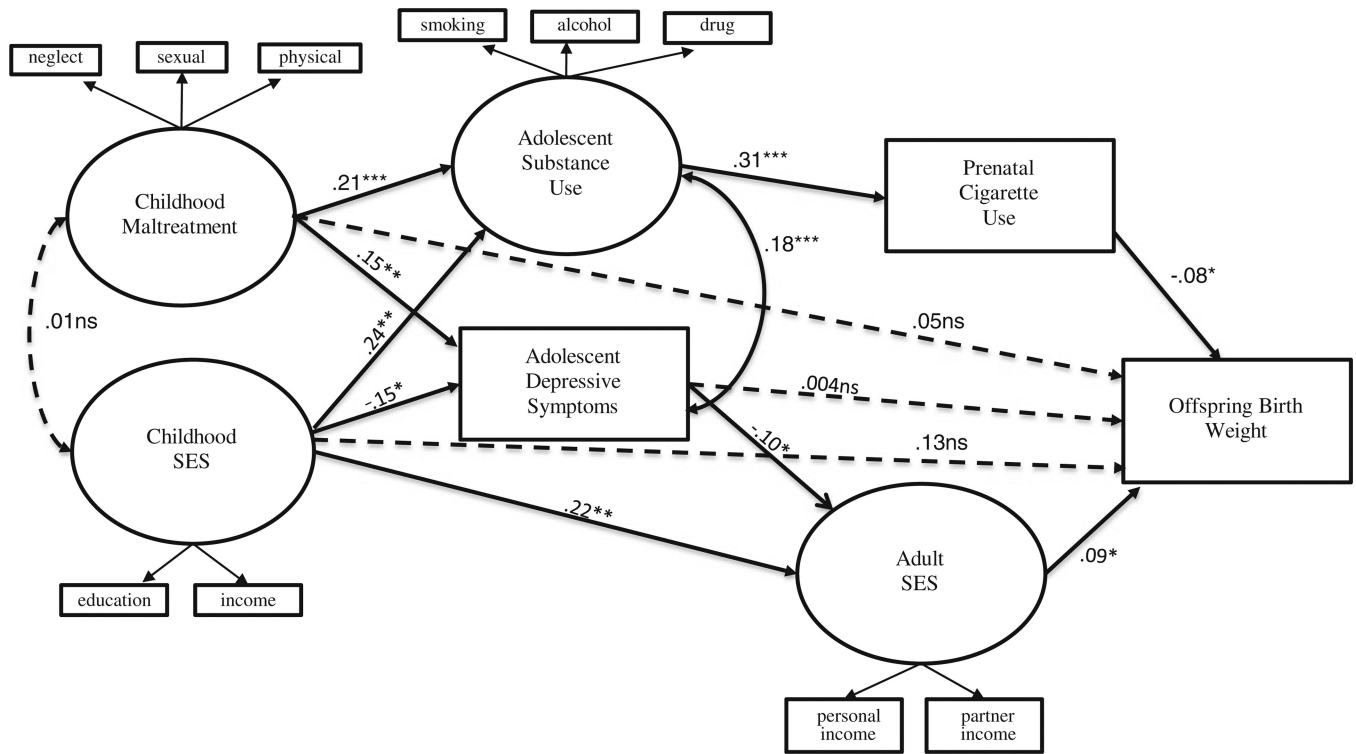 smoking
alcohol
drug
neglect
sexual
physical
Adolescent
Substance
Use
.31***
Prenatal
Cigarette
Use
.21***
Childhood
Maltreatment
.18***
-.08*
.15**
.01ns
.24**
.05ns
Adolescent
Depressive
Symptoms
.004ns
-.15*
Childhood
SES
Offspring Birth
Weight
-.10*
.13ns
.22**
Adult
SES
.09*
education
income
personal
income
partner
income